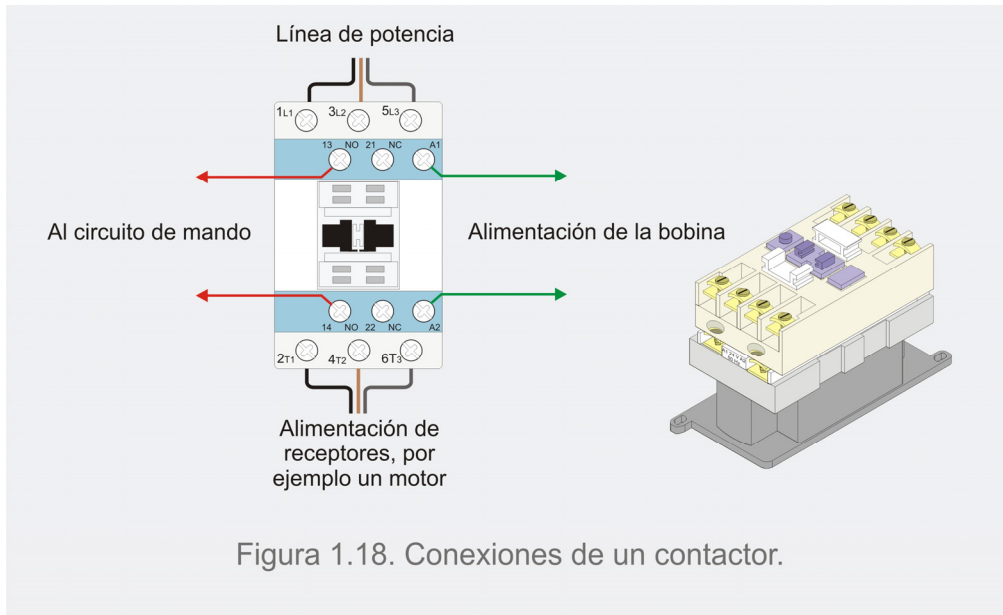 Línea de potencia
1L1 3L2 5L3
13 NO 21 NC A1
Al circuito de mando
Alimentación de la bobina
14 NO 22 NC A2
2T1 4T2 6T3
Alimentación de
receptores, por
ejemplo un motor
Figura 1.18. Conexiones de un contactor.